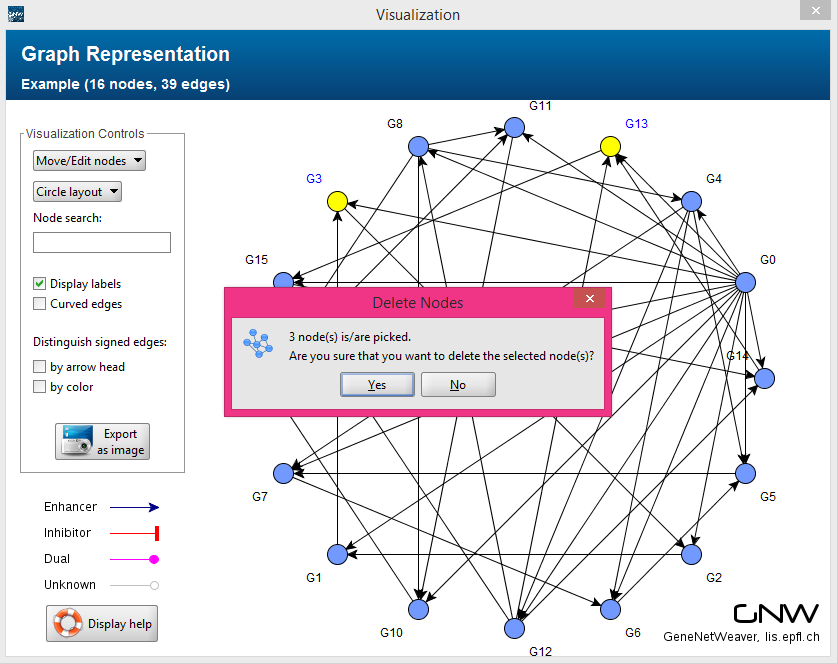 Visualization
Graph Representation
Example (16 nodes, 39 edges)
Visualization Controls
Move/Edit nodes
Circle layout
Node search:
Display labels
Curved edges
Distinguish signed edges:
by arrow head
by color
Export
as image
Enhancer
Inhibitor
Dual
Unknown
Display help
G11
G8
G13
G3
G4
G15
G0
G14
Delete Nodes
3 node(s) is/are picked.
Are you sure that you want to delete the selected node(s)?
Yes
No
G7
G5
G1
G2
G10
G6
G12
GNW
GeneNetWeaver, lis.epfl.ch